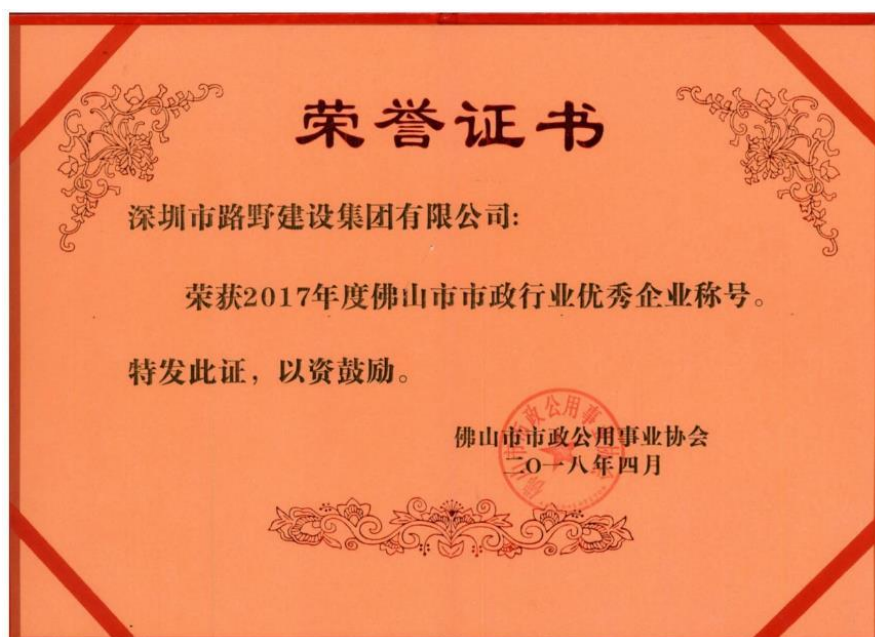 荣誉证书
深圳市路野建设集团有限公司:
荣获2017年度佛山市市政行业优秀企业称号。
特发此证，以资鼓励。
佛山市市政公用事业协会
二O一八年四月